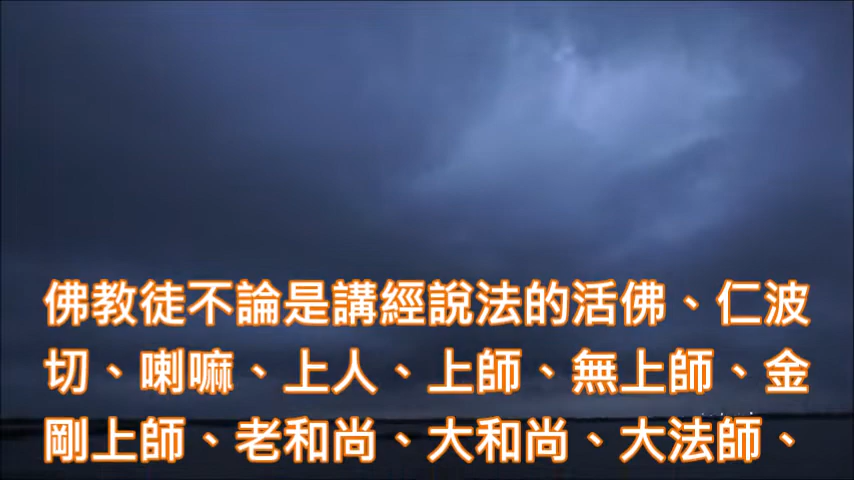 佛教徒不論是講經說法的活佛、仁波
切、喇嘛、上人、上師、無上師、金
剛上師、老和尚、大和尚、大法師、